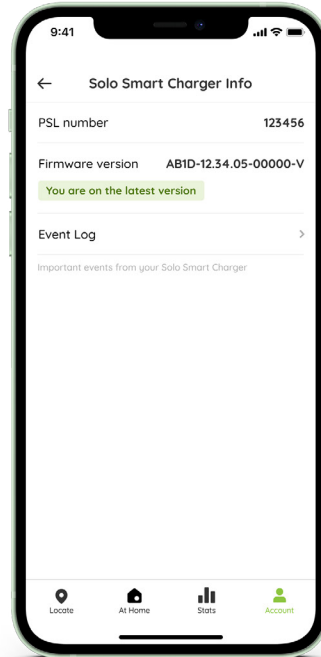 9:41
Solo Smart Charger Info
PSL number 123456
Firmware version AB1D-12.34.05-00000-V
You are on the latest version
Event Log
Important events from your Solo Smart Charger
Locate At Home Stats Account